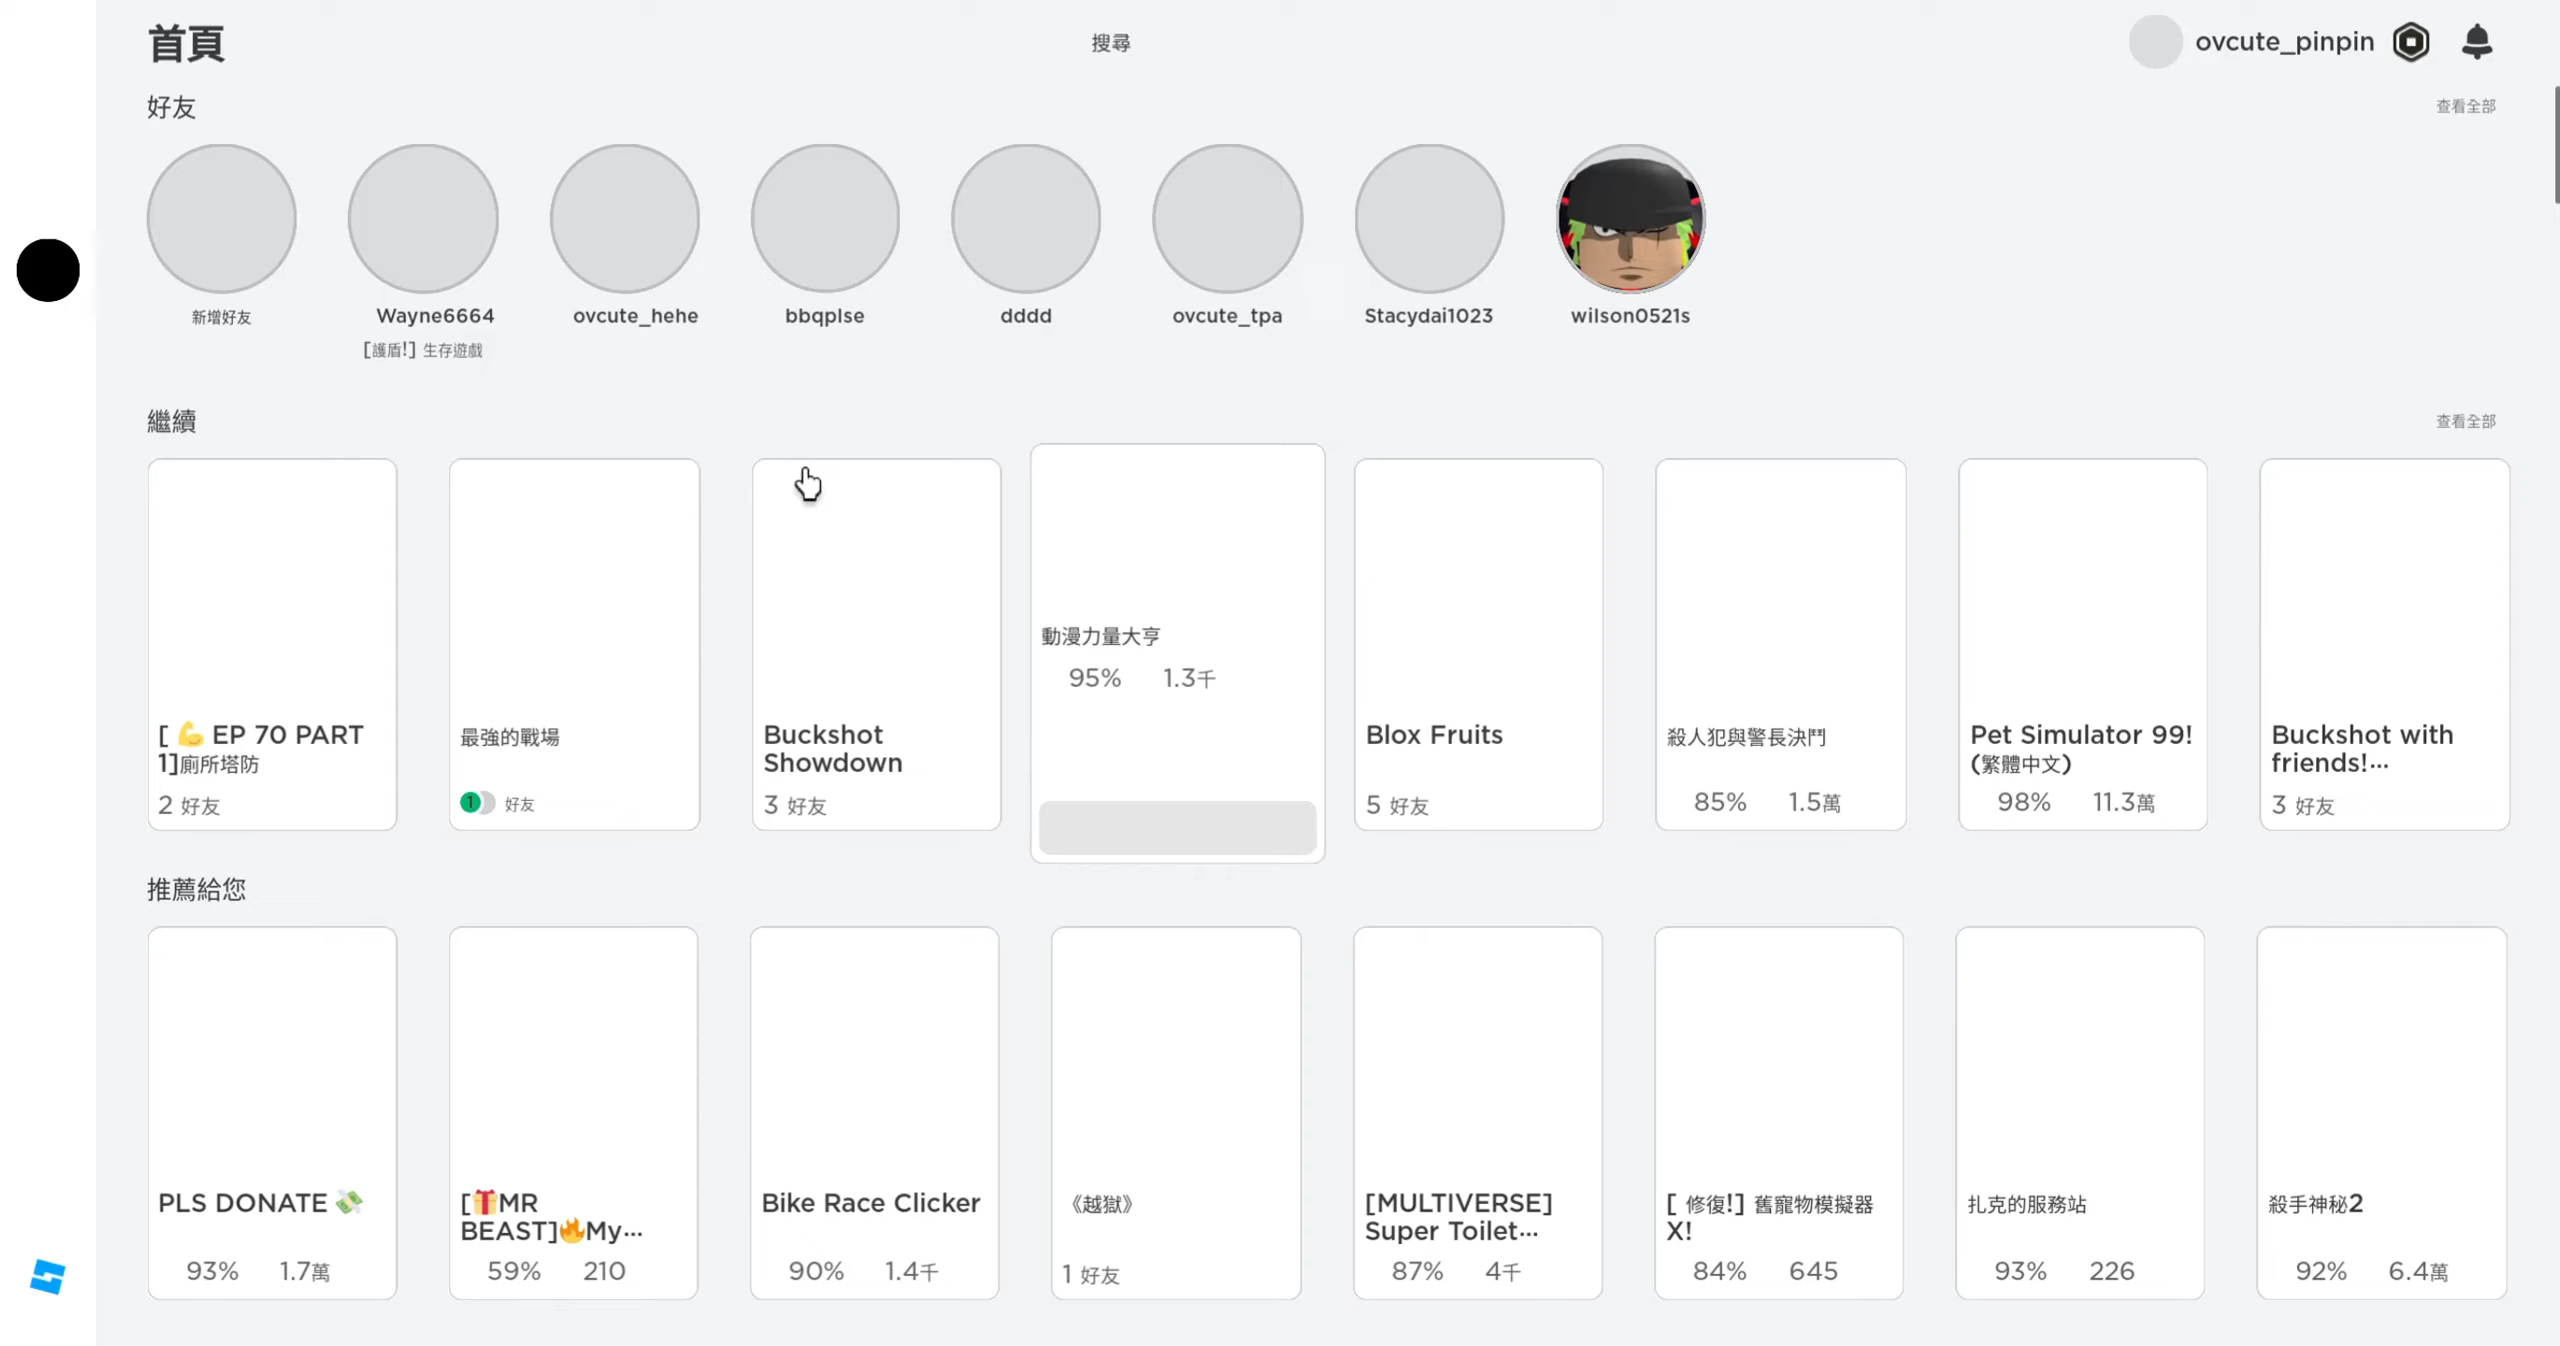 首頁
搜尋
ovcute_pinpin
好友
查看全部
新增好友
Wayne6664
[護盾!] 生存遊戲
ovcute_hehe
bbqplse
dddd
ovcute_tpa
Stacydai1023
wilson0521s
繼續
查看全部
[ 💪 EP 70 PART
1]廁所塔防
2 好友
最強的戰場
1 好友
Buckshot
Showdown
3 好友
動漫力量大亨
95% 1.3千
Blox Fruits
5 好友
殺人犯與警長決鬥
85% 1.5萬
Pet Simulator 99!
(繁體中文)
98% 11.3萬
Buckshot with
friends!…
3 好友
推薦給您
PLS DONATE 💸
93% 1.7萬
[🎁MR
BEAST]🔥My…
59% 210
Bike Race Clicker
90% 1.4千
《越獄》
1 好友
[MULTIVERSE]
Super Toilet…
87% 4千
[ 修復!] 舊寵物模擬器
X!
84% 645
扎克的服務站
93% 226
殺手神秘2
92% 6.4萬